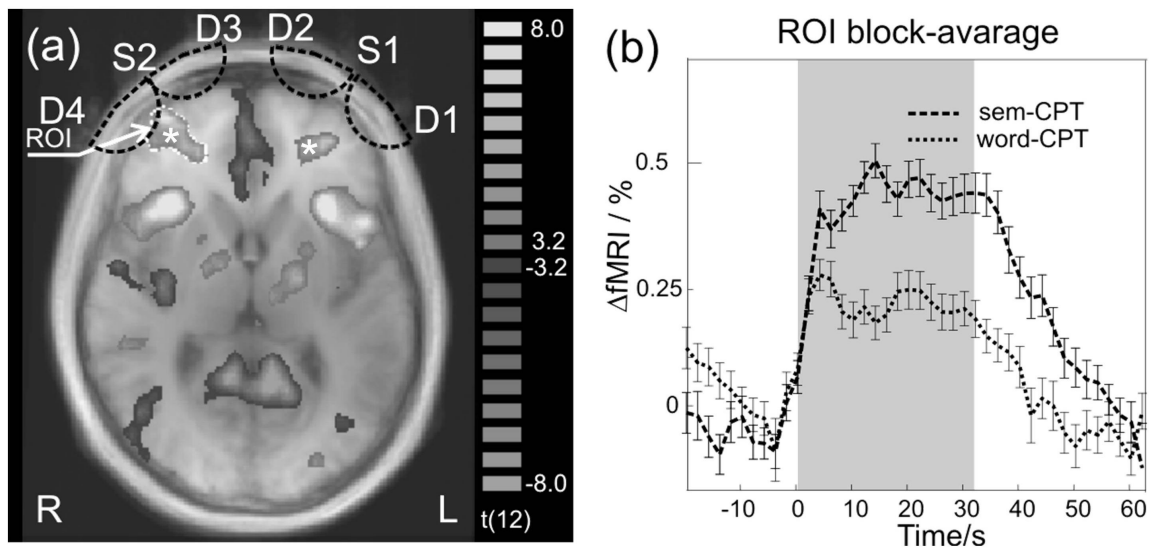 (a)
D3
D2
S2
S1
D4
D1
ROI
*
*
R
L
8.0
3.2
-3.2
-8.0
t(12)
(b)
ROI block-avarage
sem-CPT
word-CPT
ΔfMRI / %
0.5
0.25
0
-10 0 10 20 30 40 50 60
Time/s